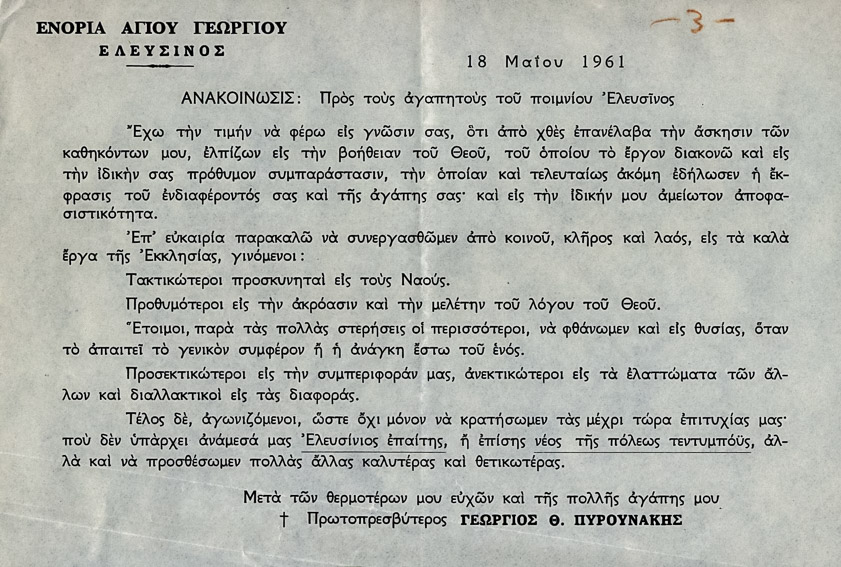 ΕΝΟΡΙΑ ΑΓΙΟΥ ΓΕΩΡΓΙΟΥ
ΕΛΕΥΣΙΝΟΣ
— 3 —
18 Μαΐου 1961
ΑΝΑΚΟΙΝΩΣΙΣ: Πρὸς τοὺς ἀγαπητοὺς τοῦ ποιμνίου Ἐλευσῖνος
Ἔχω τὴν τιμήν νὰ φέρω εἰς γνῶσιν σας, ὅτι ἀπὸ χθὲς ἐπανέλαβα τὴν ἄσκησιν τῶν
καθηκόντων μου, ἐλπίζων εἰς τὴν βοήθειαν τοῦ Θεοῦ, τοῦ ὁποίου τὸ ἔργον διακονῶ καὶ εἰς
τὴν ἰδικὴν σας πρόθυμον συμπαράστασιν, τὴν ὁποίαν καὶ τελευταίως ἀκόμη ἐδήλωσεν ἡ ἔκ-
φρασις τοῦ ἐνδιαφέροντός σας καὶ τῆς ἀγάπης σας· καὶ εἰς τὴν ἰδικήν μου ἀμείωτον ἀποφα-
σιστικότητα.
Ἐπ' εὐκαιρία παρακαλῶ νὰ συνεργασθῶμεν ἀπὸ κοινοῦ, κλῆρος καὶ λαός, εἰς τὰ καλὰ
ἔργα τῆς Ἐκκλησίας, γινόμενοι :
Τακτικώτεροι προσκυνηταὶ εἰς τοὺς Ναούς.
Προθυμότεροι εἰς τὴν ἀκρόασιν καὶ τὴν μελέτην τοῦ λόγου τοῦ Θεοῦ.
Ἕτοιμοι, παρὰ τὰς πολλὰς στερήσεις οἱ περισσότεροι, νὰ φθάνωμεν καὶ εἰς θυσίας, ὅταν
τὸ ἀπαιτεῖ τὸ γενικὸν συμφέρον ἢ ἡ ἀνάγκη ἔστω τοῦ ἑνός.
Προσεκτικώτεροι εἰς τὴν συμπεριφοράν μας, ἀνεκτικώτεροι εἰς τὰ ἐλαττώματα τῶν ἄλ-
λων καὶ διαλλακτικοὶ εἰς τὰς διαφοράς.
Τέλος δέ, ἀγωνιζόμενοι, ὥστε ὄχι μόνον νὰ κρατήσωμεν τὰς μέχρι τώρα ἐπιτυχίας μας·
ποὺ δὲν ὑπάρχει ἀνάμεσά μας Ἐλευσίνιος ἐπαίτης, ἢ ἐπίσης νέος τῆς πόλεως τεντυμπόϋς, ἀλ-
λὰ καὶ νὰ προσθέσωμεν πολλὰς ἄλλας καλυτέρας καὶ θετικωτέρας.
Μετὰ τῶν θερμοτέρων μου εὐχῶν καὶ τῆς πολλῆς ἀγάπης μου
† Πρωτοπρεσβύτερος ΓΕΩΡΓΙΟΣ Θ. ΠΥΡΟΥΝΑΚΗΣ